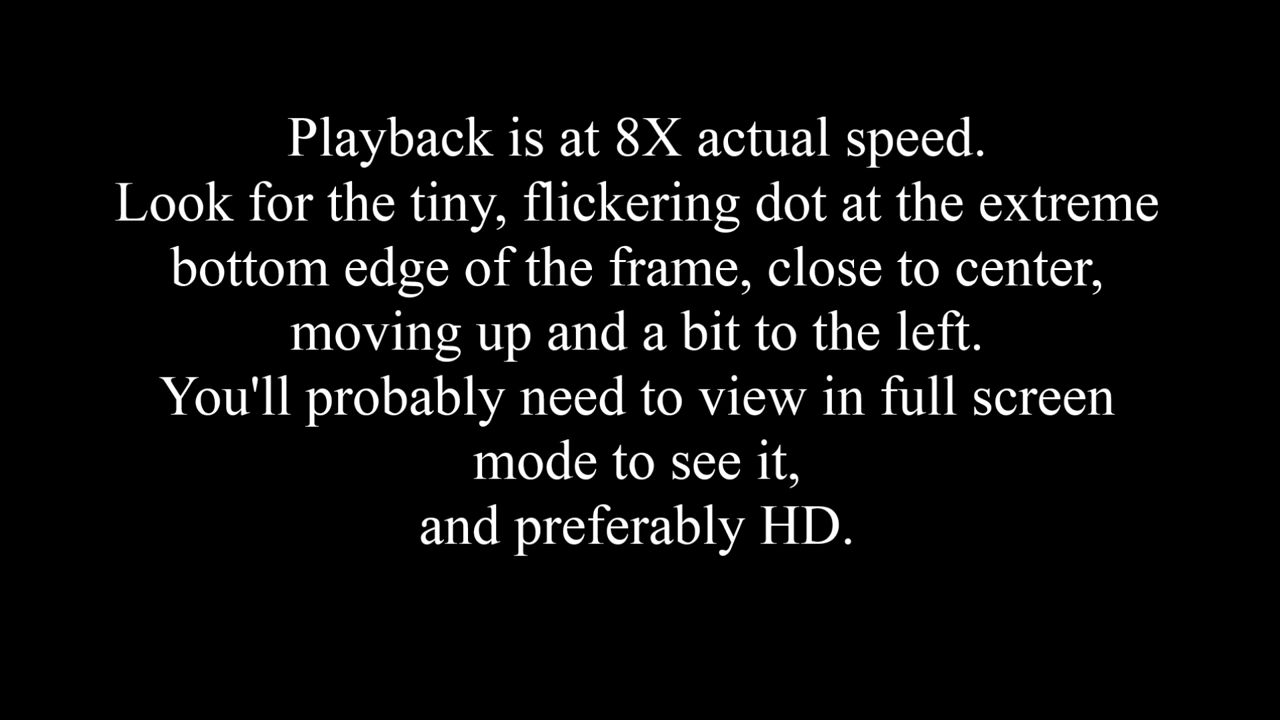 Playback is at 8X actual speed.
Look for the tiny, flickering dot at the extreme
bottom edge of the frame, close to center,
moving up and a bit to the left.
You'll probably need to view in full screen
mode to see it,
and preferably HD.